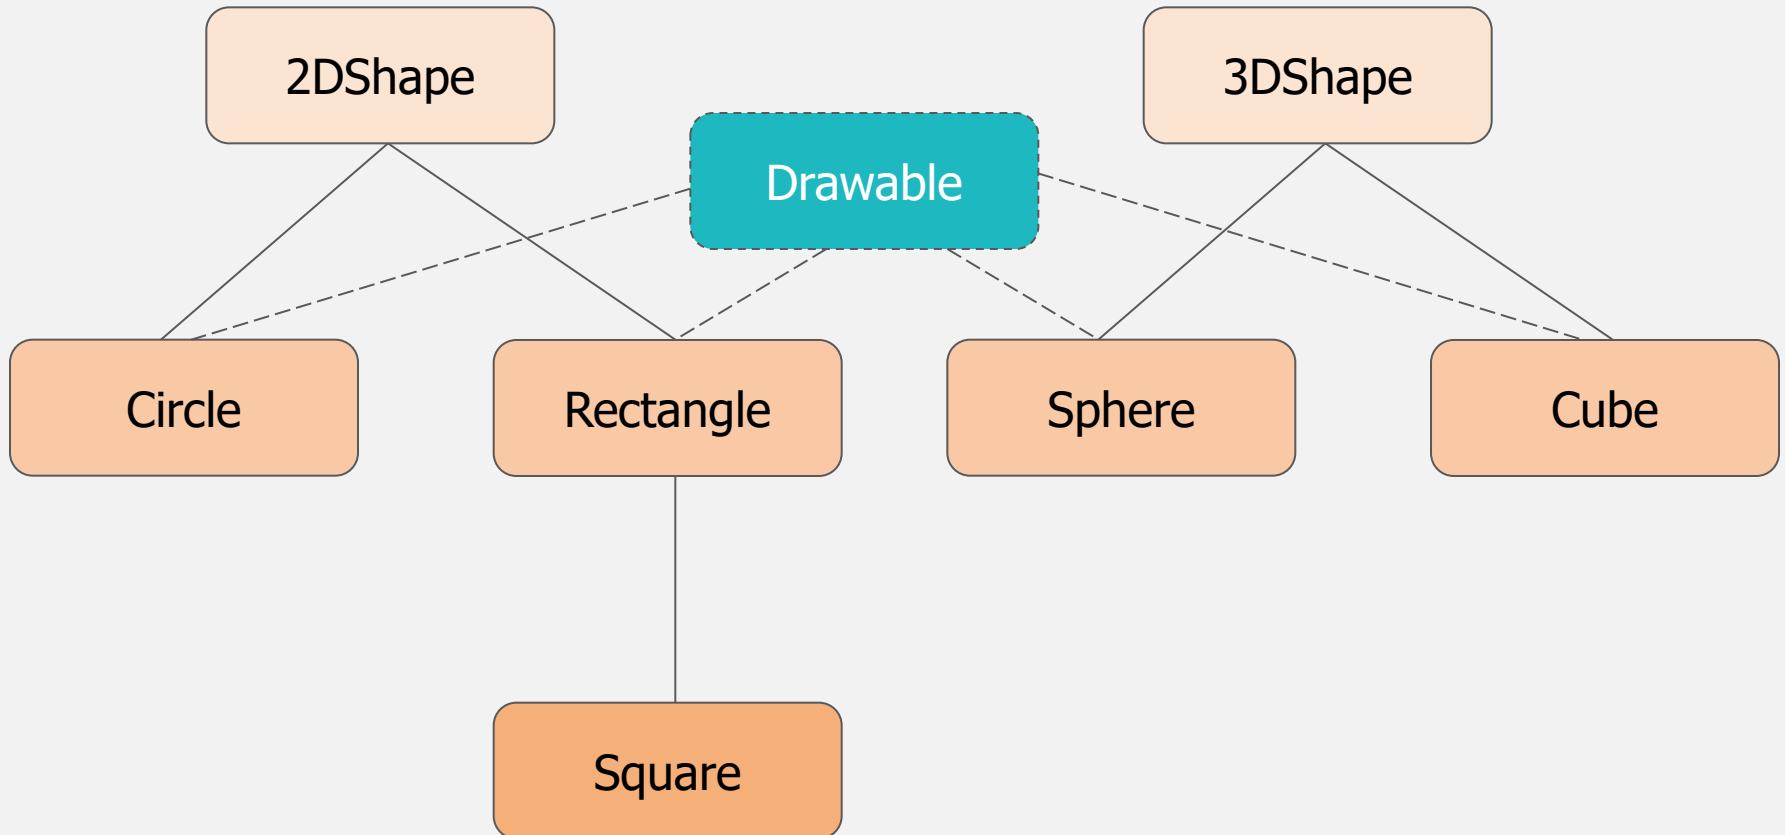 2DShape
3DShape
Drawable
Circle
Rectangle
Sphere
Cube
Square